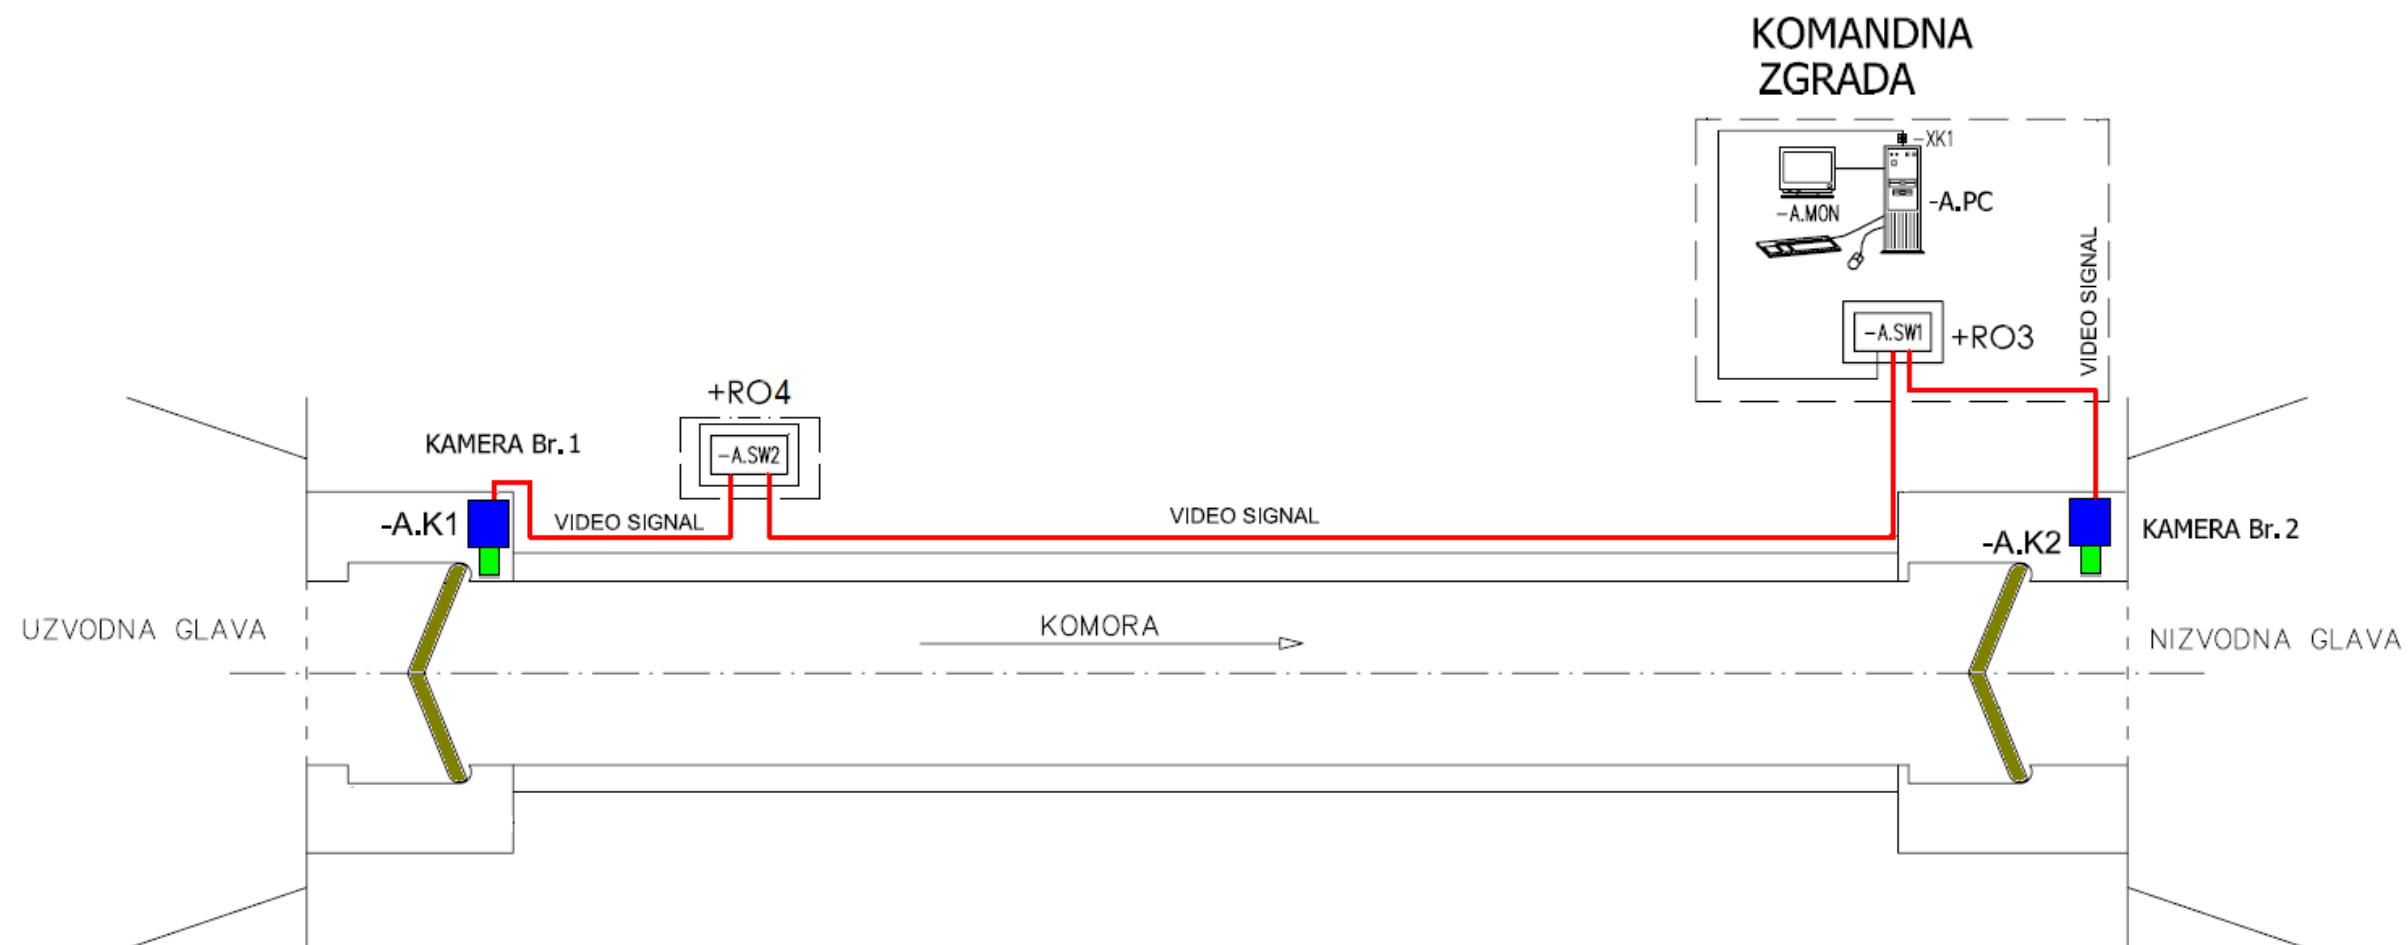 KOMANDNA
ZGRADA
-XK1
-A.MON
-A.PC
VIDEO SIGNAL
-A.SW1
+RO3
+RO4
KAMERA Br. 1
-A.SW2
-A.K1
VIDEO SIGNAL
VIDEO SIGNAL
-A.K2
KAMERA Br. 2
UZVODNA GLAVA
KOMORA
NIZVODNA GLAVA